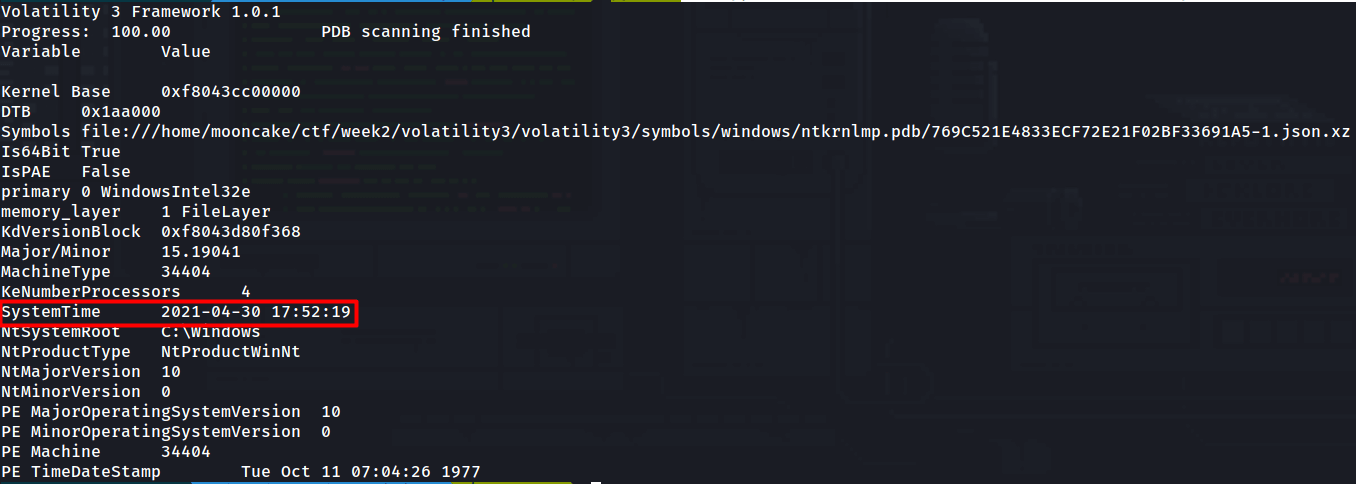 Volatility 3 Framework 1.0.1
Progress:  100.00               PDB scanning finished
Variable        Value

Kernel Base     0xf8043cc00000
DTB     0x1aa000
Symbols file:///home/mooncake/ctf/week2/volatility3/volatility3/symbols/windows/ntkrnlmp.pdb/769C521E4833ECF72E21F02BF33691A5-1.json.xz
Is64Bit True
IsPAE   False
primary 0 WindowsIntel32e
memory_layer    1 FileLayer
KdVersionBlock  0xf8043d80f368
Major/Minor     15.19041
MachineType     34404
KeNumberProcessors      4
SystemTime      2021-04-30 17:52:19
NtSystemRoot    C:\Windows
NtProductType   NtProductWinNt
NtMajorVersion  10
NtMinorVersion  0
PE MajorOperatingSystemVersion  10
PE MinorOperatingSystemVersion  0
PE Machine      34404
PE TimeDateStamp        Tue Oct 11 07:04:26 1977